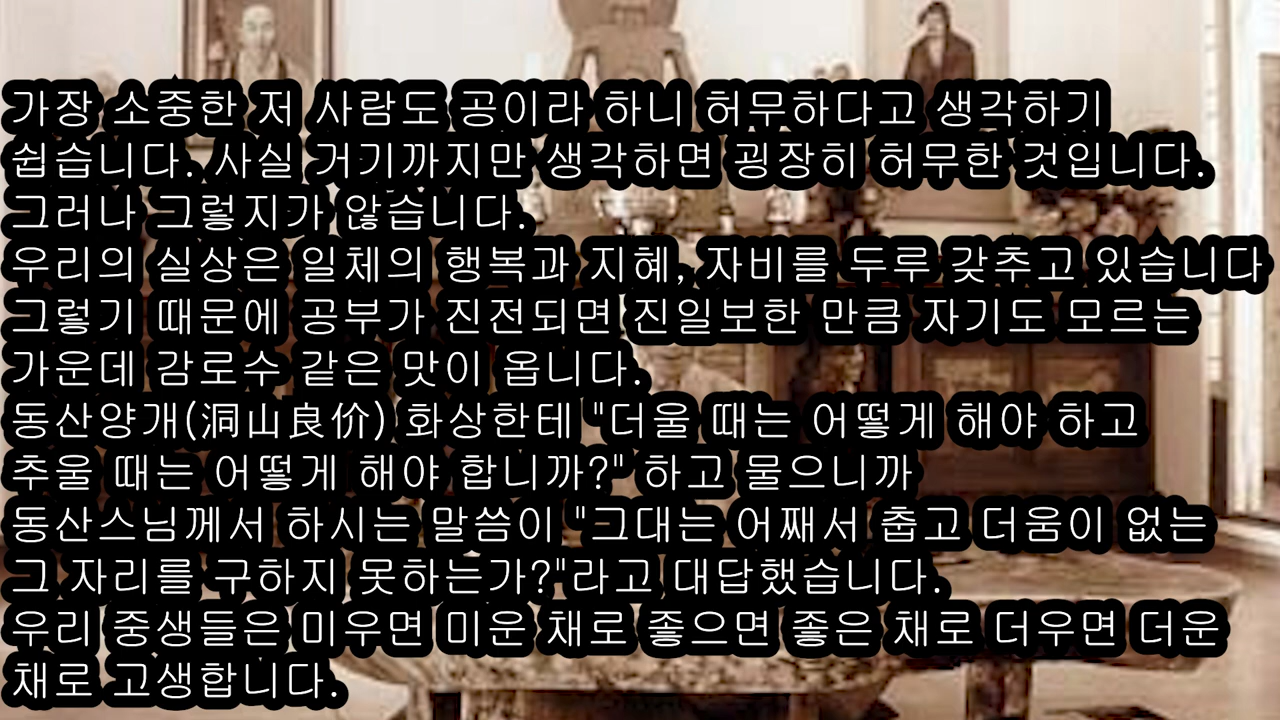 가장 소중한 저 사람도 공이라 하니 허무하다고 생각하기
쉽습니다. 사실 거기까지만 생각하면 굉장히 허무한 것입니다.
그러나 그렇지가 않습니다.
우리의 실상은 일체의 행복과 지혜, 자비를 두루 갖추고 있습니다
그렇기 때문에 공부가 진전되면 진일보한 만큼 자기도 모르는
가운데 감로수 같은 맛이 옵니다.
동산양개(洞山良价) 화상한테 "더울 때는 어떻게 해야 하고
추울 때는 어떻게 해야 합니까?" 하고 물으니까
동산스님께서 하시는 말씀이 "그대는 어째서 춥고 더움이 없는
그 자리를 구하지 못하는가?"라고 대답했습니다.
우리 중생들은 미우면 미운 채로 좋으면 좋은 채로 더우면 더운
채로 고생합니다.